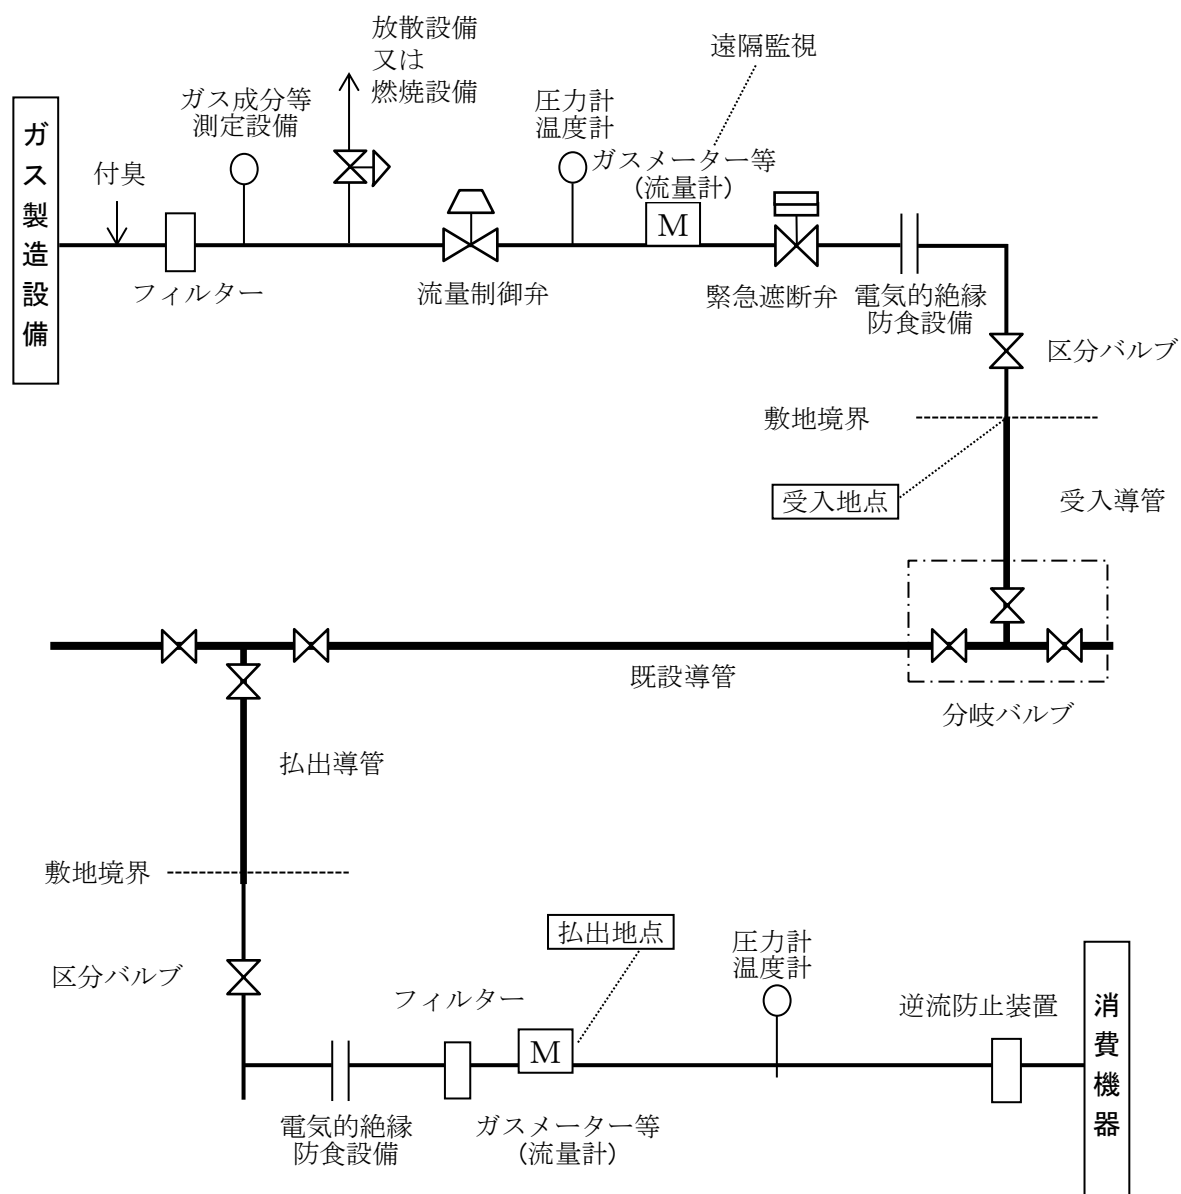 放散設備
又は
燃焼設備
遠隔監視
ガス成分等
測定設備
圧力計
温度計
ガスメーター等
(流量計)
ガス製造設備
付臭
M
フィルター
流量制御弁
緊急遮断弁
電気的絶縁
防食設備
区分バルブ
敷地境界
受入地点
受入導管
既設導管
分岐バルブ
払出導管
敷地境界
払出地点
圧力計
温度計
区分バルブ
フィルター
逆流防止装置
消費機器
M
電気的絶縁
防食設備
ガスメーター等
(流量計)